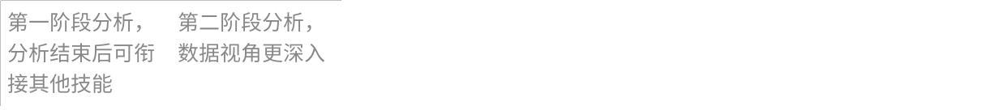 第一阶段分析，
分析结束后可衔
接其他技能
第二阶段分析，
数据视角更深入